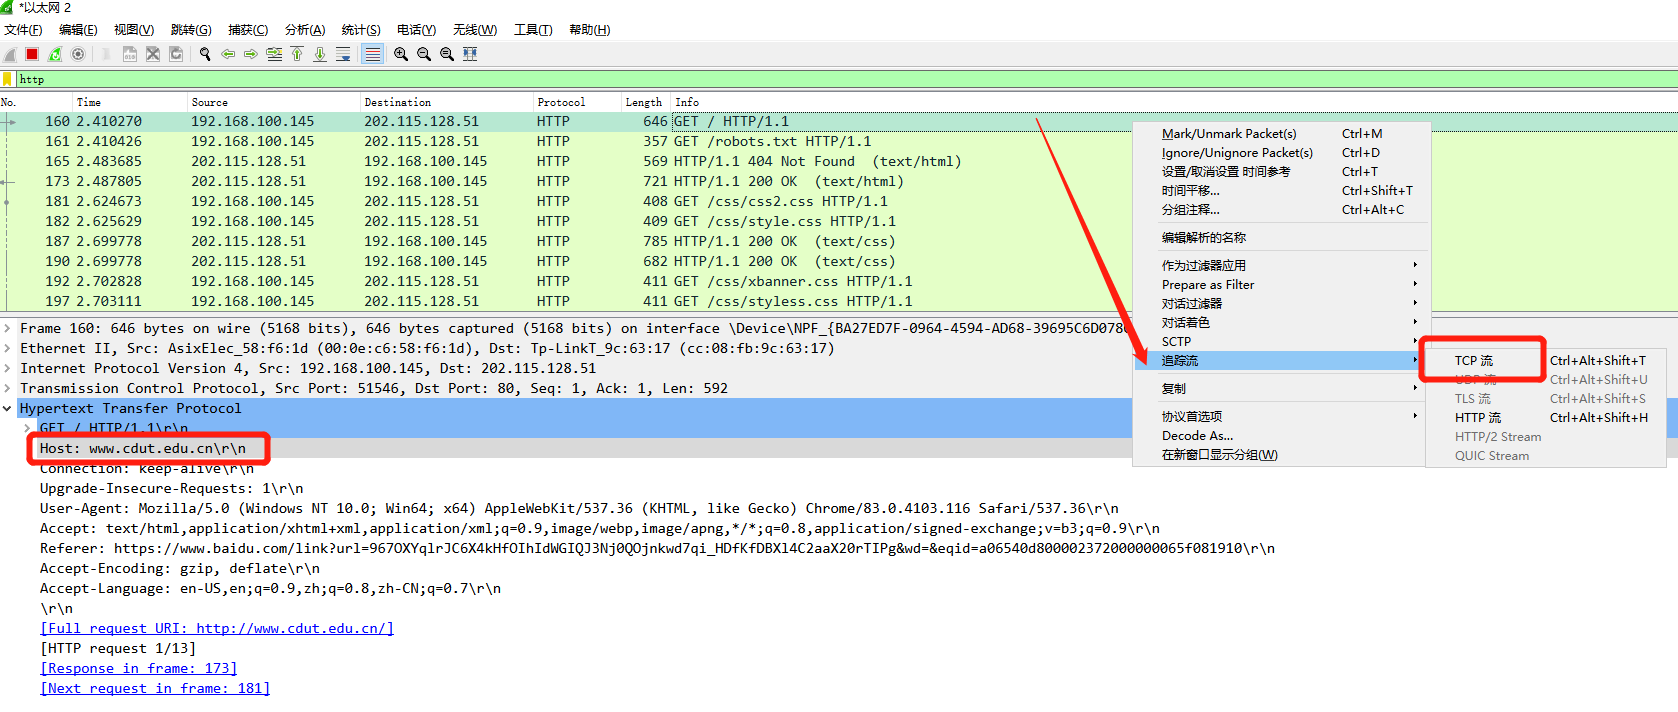 *以太网 2
文件(F) 编辑(E) 视图(V) 跳转(G) 捕获(C) 分析(A) 统计(S) 电话(Y) 无线(W) 工具(T) 帮助(H)
http
No. Time Source Destination Protocol Length Info
160 2.410270 192.168.100.145 202.115.128.51 HTTP 646 GET / HTTP/1.1
161 2.410426 192.168.100.145 202.115.128.51 HTTP 357 GET /robots.txt HTTP/1.1
165 2.483685 202.115.128.51 192.168.100.145 HTTP 569 HTTP/1.1 404 Not Found (text/html)
173 2.487805 202.115.128.51 192.168.100.145 HTTP 721 HTTP/1.1 200 OK (text/html)
181 2.624673 192.168.100.145 202.115.128.51 HTTP 408 GET /css/css2.css HTTP/1.1
182 2.625629 192.168.100.145 202.115.128.51 HTTP 409 GET /css/style.css HTTP/1.1
187 2.699778 202.115.128.51 192.168.100.145 HTTP 785 HTTP/1.1 200 OK (text/css)
190 2.699778 202.115.128.51 192.168.100.145 HTTP 682 HTTP/1.1 200 OK (text/css)
192 2.702828 192.168.100.145 202.115.128.51 HTTP 411 GET /css/xbanner.css HTTP/1.1
197 2.703111 192.168.100.145 202.115.128.51 HTTP 411 GET /css/styless.css HTTP/1.1
Frame 160: 646 bytes on wire (5168 bits), 646 bytes captured (5168 bits) on interface \Device\NPF_{BA27ED7F-0964-4594-AD68-39695C6D078
Ethernet II, Src: AsixElec_58:f6:1d (00:0e:c6:58:f6:1d), Dst: Tp-LinkT_9c:63:17 (cc:08:fb:9c:63:17)
Internet Protocol Version 4, Src: 192.168.100.145, Dst: 202.115.128.51
Transmission Control Protocol, Src Port: 51546, Dst Port: 80, Seq: 1, Ack: 1, Len: 592
Hypertext Transfer Protocol
GET / HTTP/1.1\r\n
Host: www.cdut.edu.cn\r\n
Connection: keep-alive\r\n
Upgrade-Insecure-Requests: 1\r\n
User-Agent: Mozilla/5.0 (Windows NT 10.0; Win64; x64) AppleWebKit/537.36 (KHTML, like Gecko) Chrome/83.0.4103.116 Safari/537.36\r\n
Accept: text/html,application/xhtml+xml,application/xml;q=0.9,image/webp,image/apng,*/*;q=0.8,application/signed-exchange;v=b3;q=0.9\r\n
Referer: https://www.baidu.com/link?url=967OXYqlrJC6X4kHfOIhIdWGIQJ3Nj0QOjnkwd7qi_HDfKfDBXl4C2aaX20rTIPg&wd=&eqid=a06540d800002372000000065f081910\r\n
Accept-Encoding: gzip, deflate\r\n
Accept-Language: en-US,en;q=0.9,zh;q=0.8,zh-CN;q=0.7\r\n
\r\n
[Full request URI: http://www.cdut.edu.cn/]
[HTTP request 1/13]
[Response in frame: 173]
[Next request in frame: 181]
Mark/Unmark Packet(s) Ctrl+M
Ignore/Unignore Packet(s) Ctrl+D
设置/取消设置 时间参考 Ctrl+T
时间平移... Ctrl+Shift+T
分组注释... Ctrl+Alt+C
编辑解析的名称
作为过滤器应用
Prepare as Filter
对话过滤器
对话着色
SCTP
追踪流
复制
协议首选项
Decode As...
在新窗口显示分组(W)
TCP 流 Ctrl+Alt+Shift+T
UDP 流 Ctrl+Alt+Shift+U
TLS 流 Ctrl+Alt+Shift+S
HTTP 流 Ctrl+Alt+Shift+H
HTTP/2 Stream
QUIC Stream